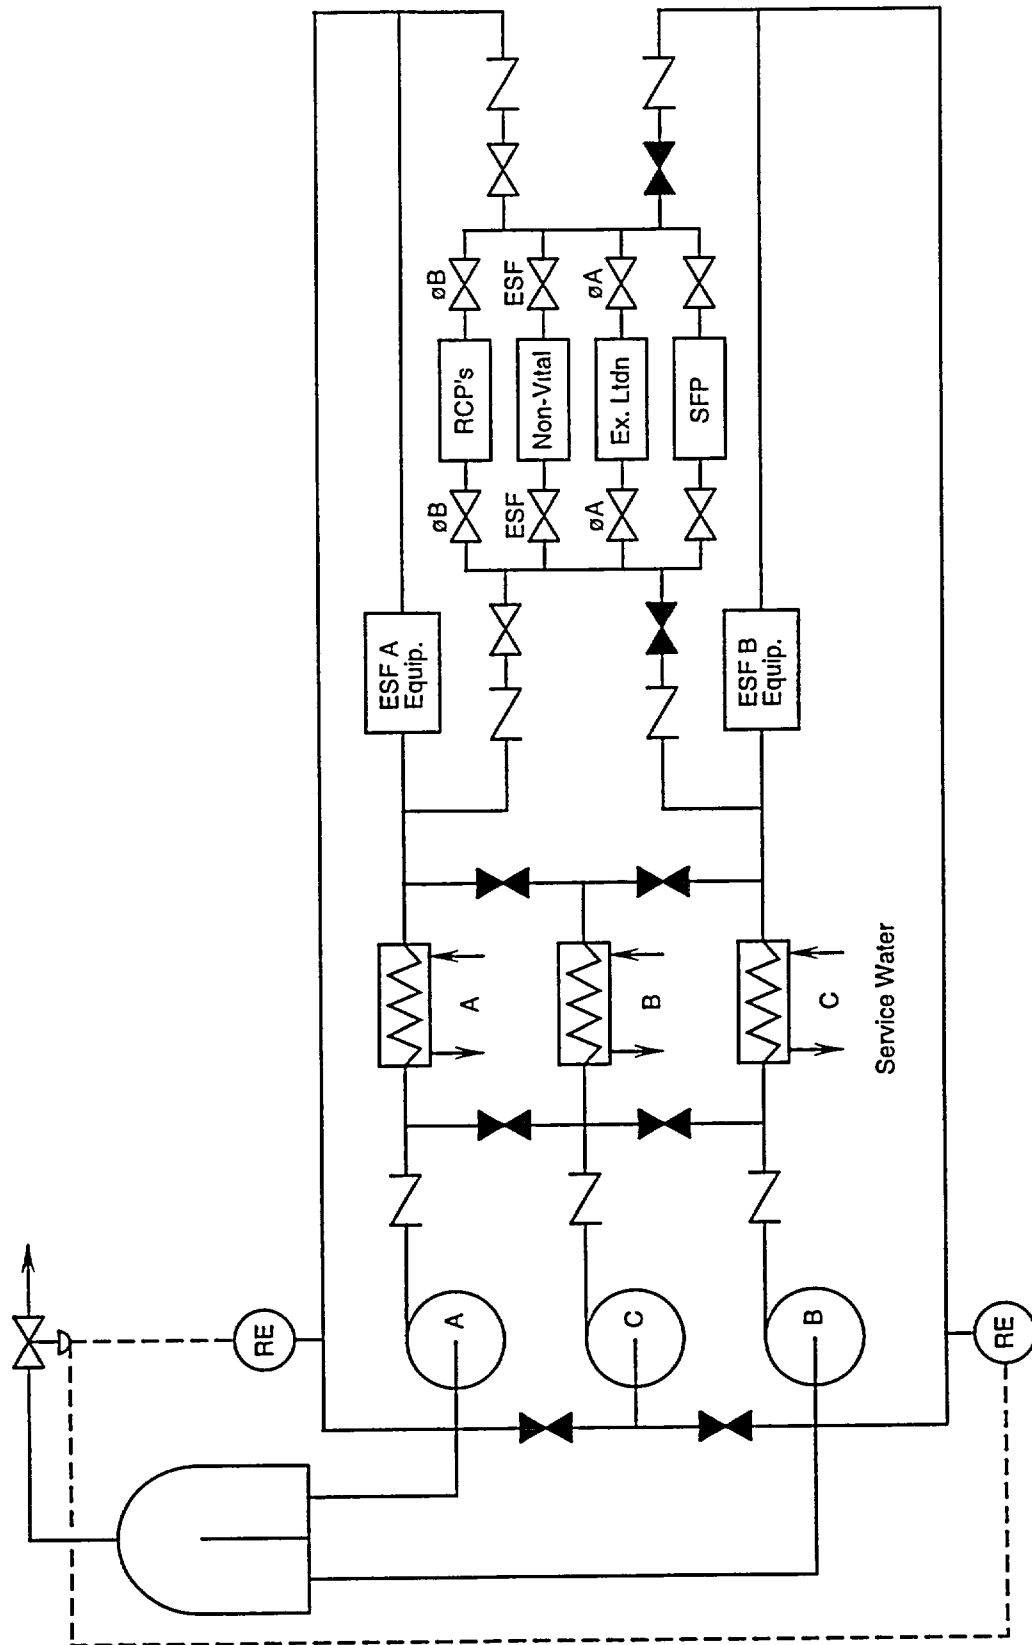 RE
A
C
B
RE
A
B
C
Service Water
ESF A
Equip.
ESF B
Equip.
øB
ESF
øA
RCP's
Non-Vital
Ex. Ltdn
SFP
øB
ESF
øA